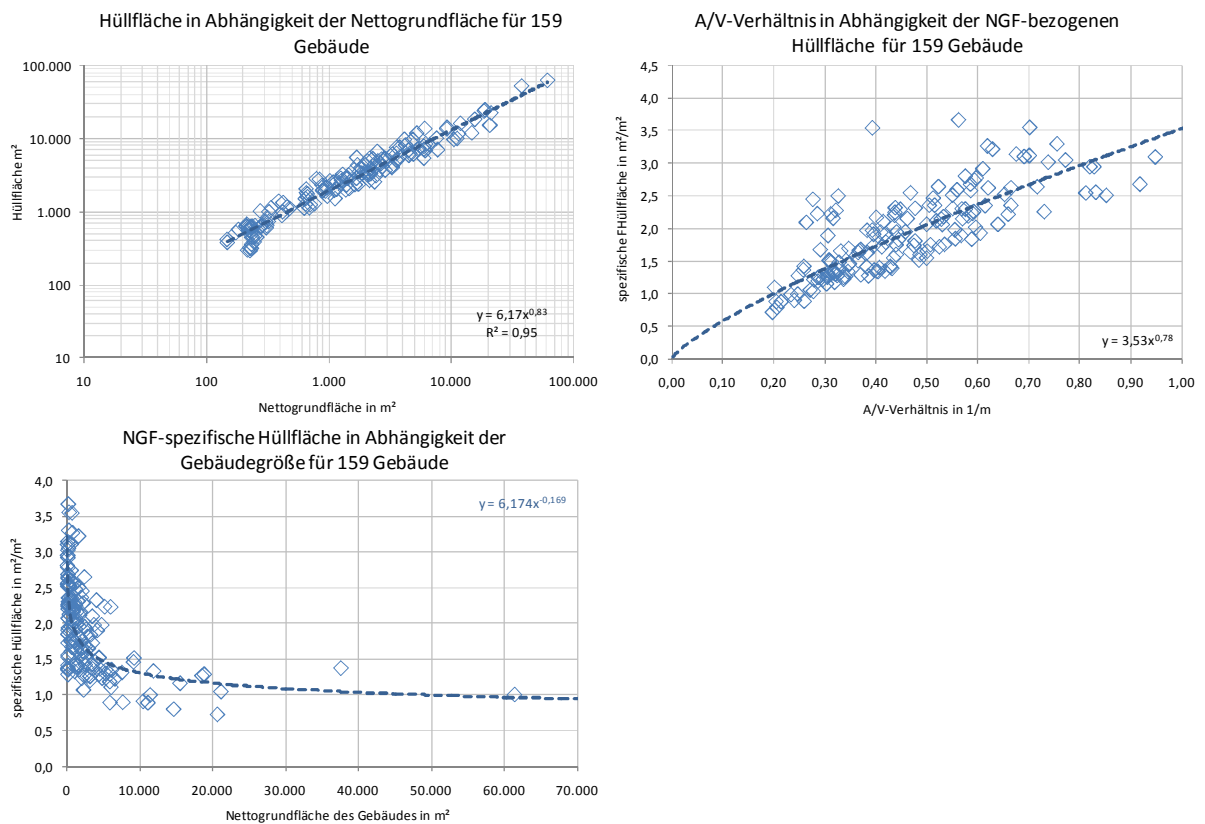 Hüllfläche in Abhängigkeit der Nettogrundfläche für 159
Gebäude
Hüllfläche m²
100.000
10.000
1.000
100
10
y = 6,17x^0,83
R² = 0,95
10 100 1.000 10.000 100.000
Nettogrundfläche in m²
A/V-Verhältnis in Abhängigkeit der NGF-bezogenen
Hüllfläche für 159 Gebäude
spezifische FHüllfläche in m²/m²
4,5
4,0
3,5
3,0
2,5
2,0
1,5
1,0
0,5
0,0
y = 3,53x^0,78
0,00 0,10 0,20 0,30 0,40 0,50 0,60 0,70 0,80 0,90 1,00
A/V-Verhältnis in 1/m
NGF-spezifische Hüllfläche in Abhängigkeit der
Gebäudegröße für 159 Gebäude
spezifische Hüllfläche in m²/m²
4,0
3,5
3,0
2,5
2,0
1,5
1,0
0,5
0,0
y = 6,174x^-0,169
0 10.000 20.000 30.000 40.000 50.000 60.000 70.000
Nettogrundfläche des Gebäudes in m²